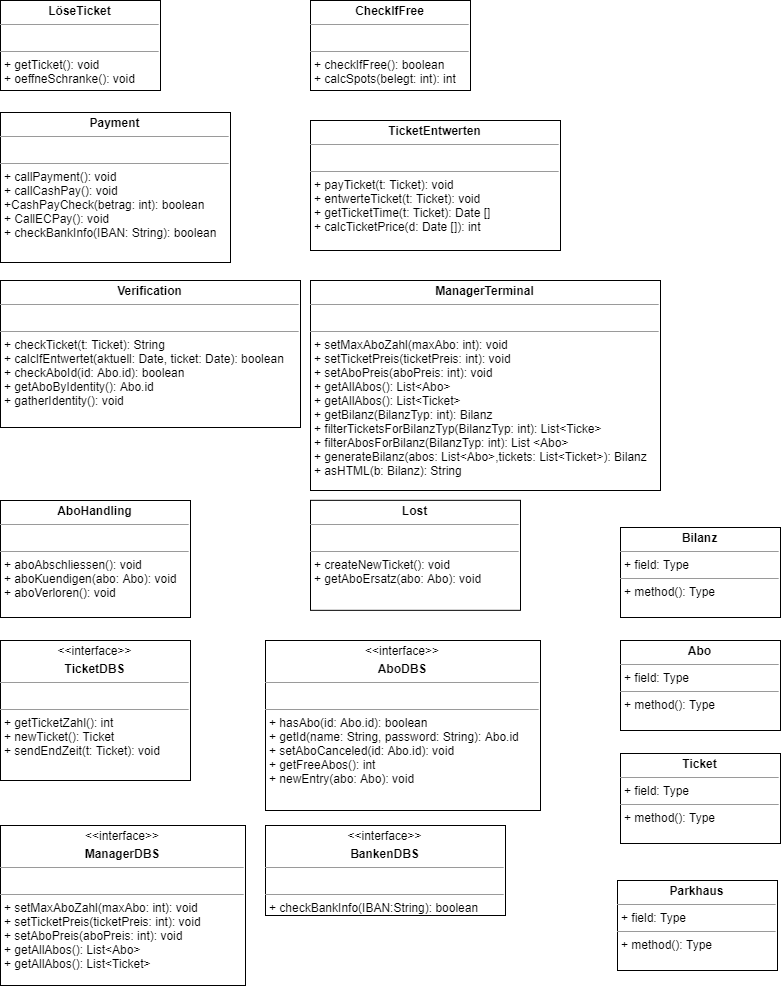 LöseTicket
+ getTicket(): void
+ oeffneSchranke(): void
CheckIfFree
+ checkIfFree(): boolean
+ calcSpots(belegt: int): int
Payment
+ callPayment(): void
+ callCashPay(): void
+CashPayCheck(betrag: int): boolean
+ CallECPay(): void
+ checkBankInfo(IBAN: String): boolean
TicketEntwerten
+ payTicket(t: Ticket): void
+ entwerteTicket(t: Ticket): void
+ getTicketTime(t: Ticket): Date []
+ calcTicketPrice(d: Date []): int
Verification
+ checkTicket(t: Ticket): String
+ calcIfEntwertet(aktuell: Date, ticket: Date): boolean
+ checkAboId(id: Abo.id): boolean
+ getAboByIdentity(): Abo.id
+ gatherIdentity(): void
ManagerTerminal
+ setMaxAboZahl(maxAbo: int): void
+ setTicketPreis(ticketPreis: int): void
+ setAboPreis(aboPreis: int): void
+ getAllAbos(): List<Abo>
+ getAllAbos(): List<Ticket>
+ getBilanz(BilanzTyp: int): Bilanz
+ filterTicketsForBilanzTyp(BilanzTyp: int): List<Ticke>
+ filterAbosForBilanz(BilanzTyp: int): List <Abo>
+ generateBilanz(abos: List<Abo>,tickets: List<Ticket>): Bilanz
+ asHTML(b: Bilanz): String
AboHandling
+ aboAbschliessen(): void
+ aboKuendigen(abo: Abo): void
+ aboVerloren(): void
Lost
+ createNewTicket(): void
+ getAboErsatz(abo: Abo): void
Bilanz
+ field: Type
+ method(): Type
<<interface>>
TicketDBS
+ getTicketZahl(): int
+ newTicket(): Ticket
+ sendEndZeit(t: Ticket): void
<<interface>>
AboDBS
+ hasAbo(id: Abo.id): boolean
+ getId(name: String, password: String): Abo.id
+ setAboCanceled(id: Abo.id): void
+ getFreeAbos(): int
+ newEntry(abo: Abo): void
Abo
+ field: Type
+ method(): Type
Ticket
+ field: Type
+ method(): Type
<<interface>>
ManagerDBS
+ setMaxAboZahl(maxAbo: int): void
+ setTicketPreis(ticketPreis: int): void
+ setAboPreis(aboPreis: int): void
+ getAllAbos(): List<Abo>
+ getAllAbos(): List<Ticket>
<<interface>>
BankenDBS
+ checkBankInfo(IBAN:String): boolean
Parkhaus
+ field: Type
+ method(): Type